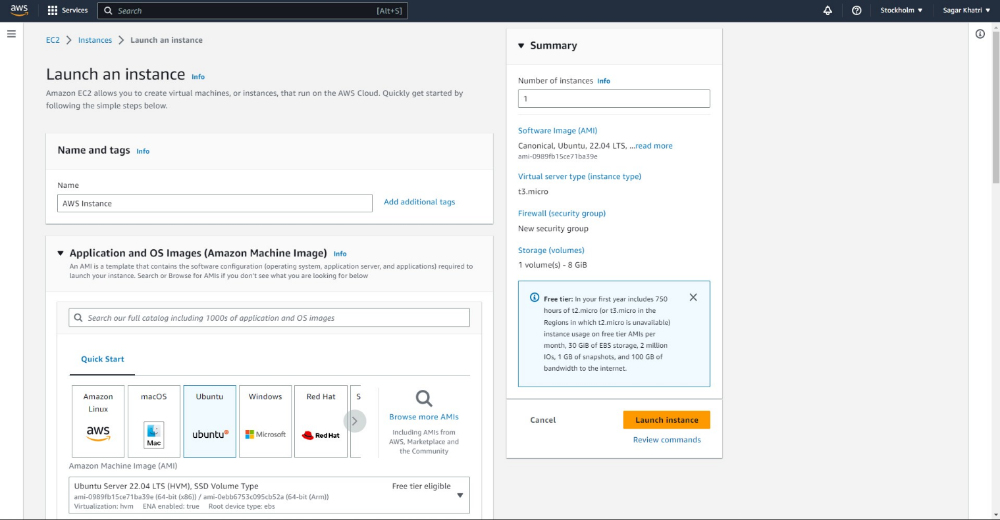 aws
Services
Search [Alt+S]
Stockholm
Sagar Khatri
EC2
Instances
Launch an instance
Launch an instance Info
Amazon EC2 allows you to create virtual machines, or instances, that run on the AWS Cloud. Quickly get started by
following the simple steps below.
Name and tags Info
Name
AWS Instance
Add additional tags
Application and OS Images (Amazon Machine Image) Info
An AMI is a template that contains the software configuration (operating system, application server, and applications) required to
launch your instance. Search or Browse for AMIs if you don't see what you are looking for below
Search our full catalog including 1000s of application and OS images
Quick Start
Amazon
Linux
aws
macOS
Mac
Ubuntu
ubuntu
Windows
Microsoft
Red Hat
Red Hat
S
Browse more AMIs
Including AMIs from
AWS, Marketplace and
the Community
Amazon Machine Image (AMI)
Ubuntu Server 22.04 LTS (HVM), SSD Volume Type
Free tier eligible
ami-0989fb15ce71ba39e (64-bit (x86)) / ami-0ebb6753c095cb52a (64-bit (Arm))
Virtualization: hvm ENA enabled: true Root device type: ebs
Summary
Number of instances Info
1
Software Image (AMI)
Canonical, Ubuntu, 22.04 LTS, ...read more
ami-0989fb15ce71ba39e
Virtual server type (instance type)
t3.micro
Firewall (security group)
New security group
Storage (volumes)
1 volume(s) - 8 GiB
Free tier: In your first year includes 750
hours of t2.micro (or t3.micro in the
Regions in which t2.micro is unavailable)
instance usage on free tier AMIs per
month, 30 GiB of EBS storage, 2 million
IOs, 1 GB of snapshots, and 100 GB of
bandwidth to the internet.
Cancel
Launch instance
Review commands